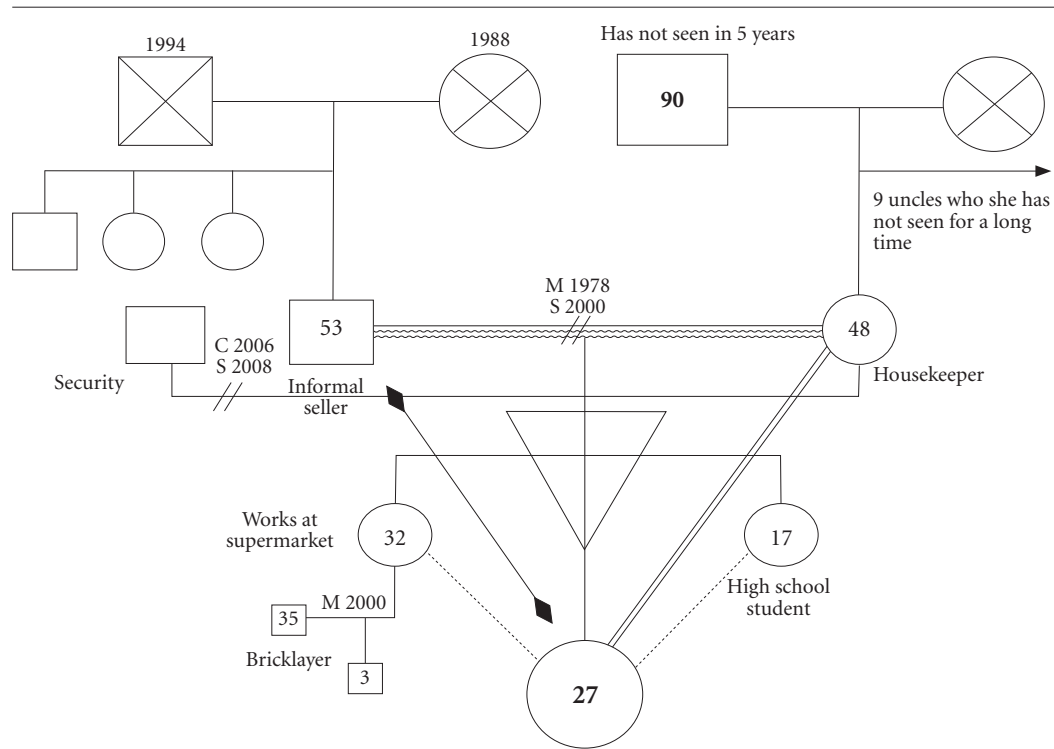 1994
1988
Has not seen in 5 years
90
9 uncles who she has
not seen for a long
time
M 1978
S 2000
53
48
C 2006
S 2008
Security
Informal
seller
Housekeeper
Works at
supermarket
32
17
High school
student
M 2000
35
Bricklayer
3
27